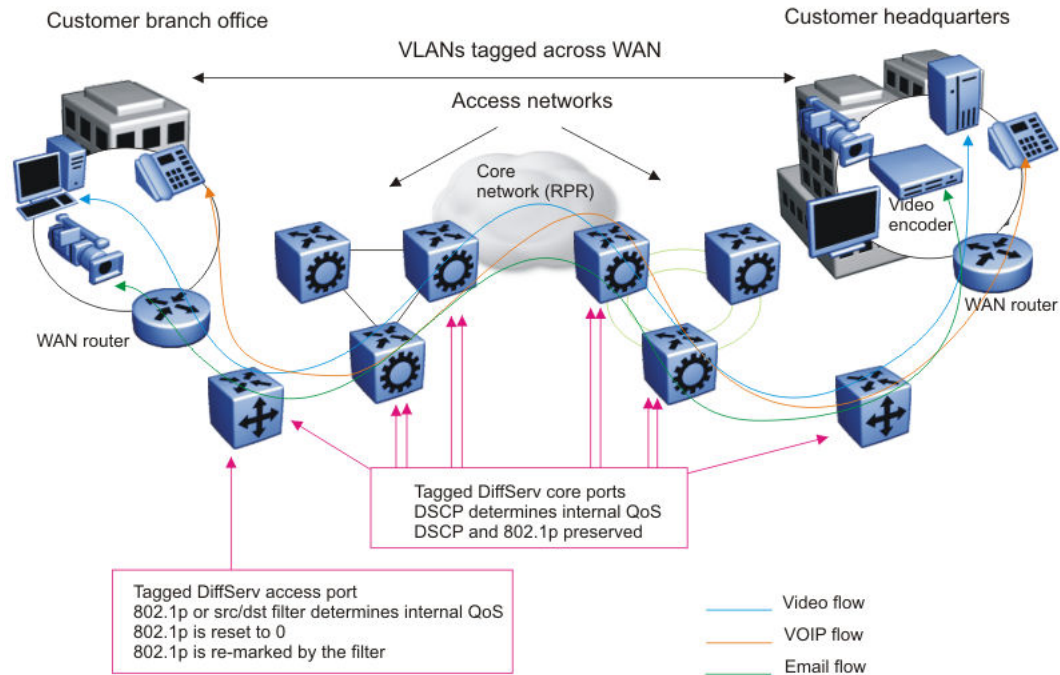 Customer branch office
Customer headquarters
VLANs tagged across WAN
Access networks
Core
network (RPR)
Video
encoder
WAN router
WAN router
Tagged DiffServ core ports
DSCP determines internal QoS
DSCP and 802.1p preserved
Tagged DiffServ access port
802.1p or src/dst filter determines internal QoS
802.1p is reset to 0
802.1p is re-marked by the filter
Video flow
VOIP flow
Email flow